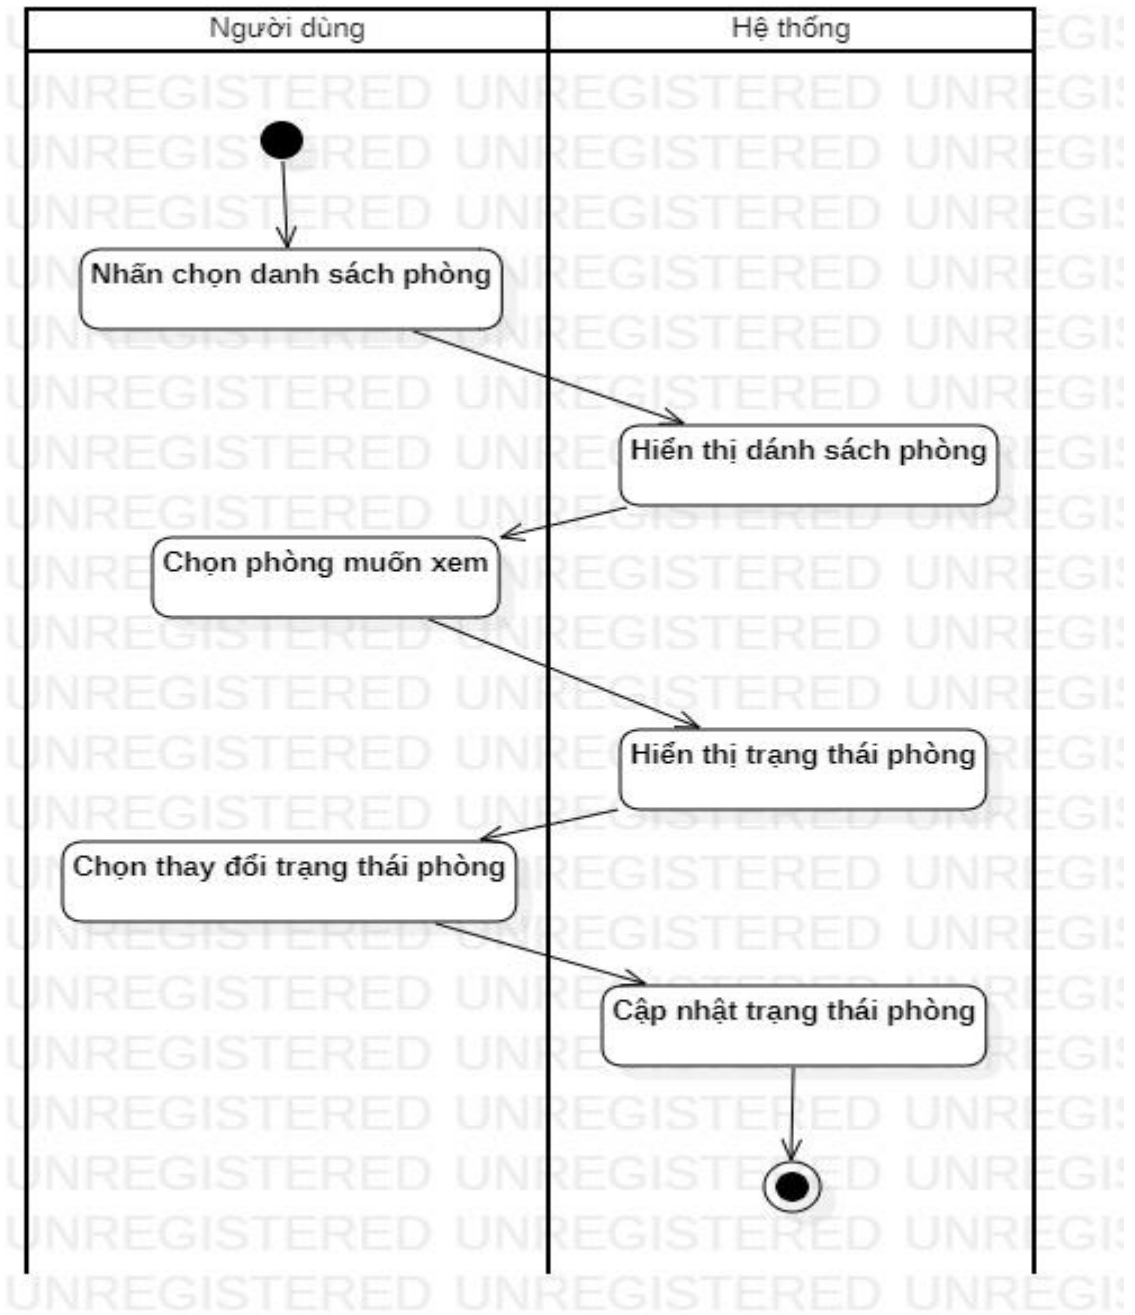 Người dùng
Hệ thống
Nhấn chọn danh sách phòng
Hiển thị dánh sách phòng
Chọn phòng muốn xem
Hiển thị trạng thái phòng
Chọn thay đổi trạng thái phòng
Cập nhật trạng thái phòng
UNREGISTERED UNREGISTERED UNREGIS